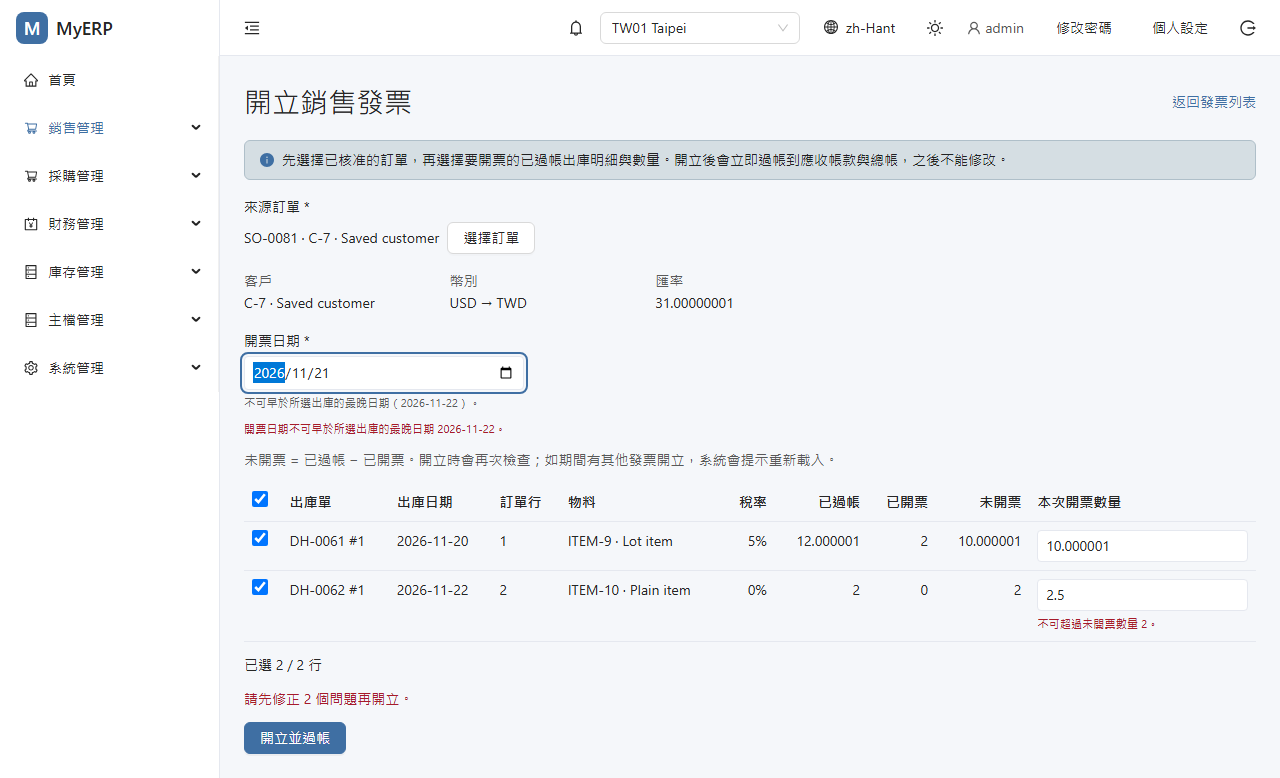 M MyERP
TW01 Taipei
zh-Hant
admin
修改密碼
個人設定
首頁
銷售管理
採購管理
財務管理
庫存管理
主檔管理
系統管理
開立銷售發票
返回發票列表
先選擇已核准的訂單，再選擇要開票的已過帳出庫明細與數量。開立後會立即過帳到應收帳款與總帳，之後不能修改。
來源訂單 *
SO-0081 · C-7 · Saved customer 選擇訂單
客戶 幣別 匯率
C-7 · Saved customer USD → TWD 31.00000001
開票日期 *
2026/11/21
不可早於所選出庫的最晚日期（2026-11-22）。
開票日期不可早於所選出庫的最晚日期 2026-11-22。
未開票 = 已過帳 − 已開票。開立時會再次檢查；如期間有其他發票開立，系統會提示重新載入。
出庫單 出庫日期 訂單行 物料 稅率 已過帳 已開票 未開票 本次開票數量
DH-0061 #1 2026-11-20 1 ITEM-9 · Lot item 5% 12.000001 2 10.000001 10.000001
DH-0062 #1 2026-11-22 2 ITEM-10 · Plain item 0% 2 0 2 2.5
不可超過未開票數量 2。
已選 2 / 2 行
請先修正 2 個問題再開立。
開立並過帳